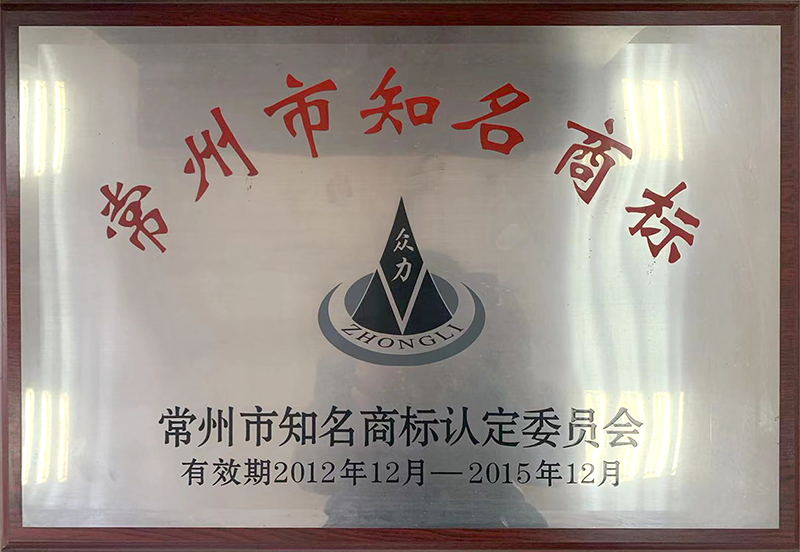 常州市知名商标
众力
ZHONGLI
常州市知名商标认定委员会
有效期2012年12月—2015年12月